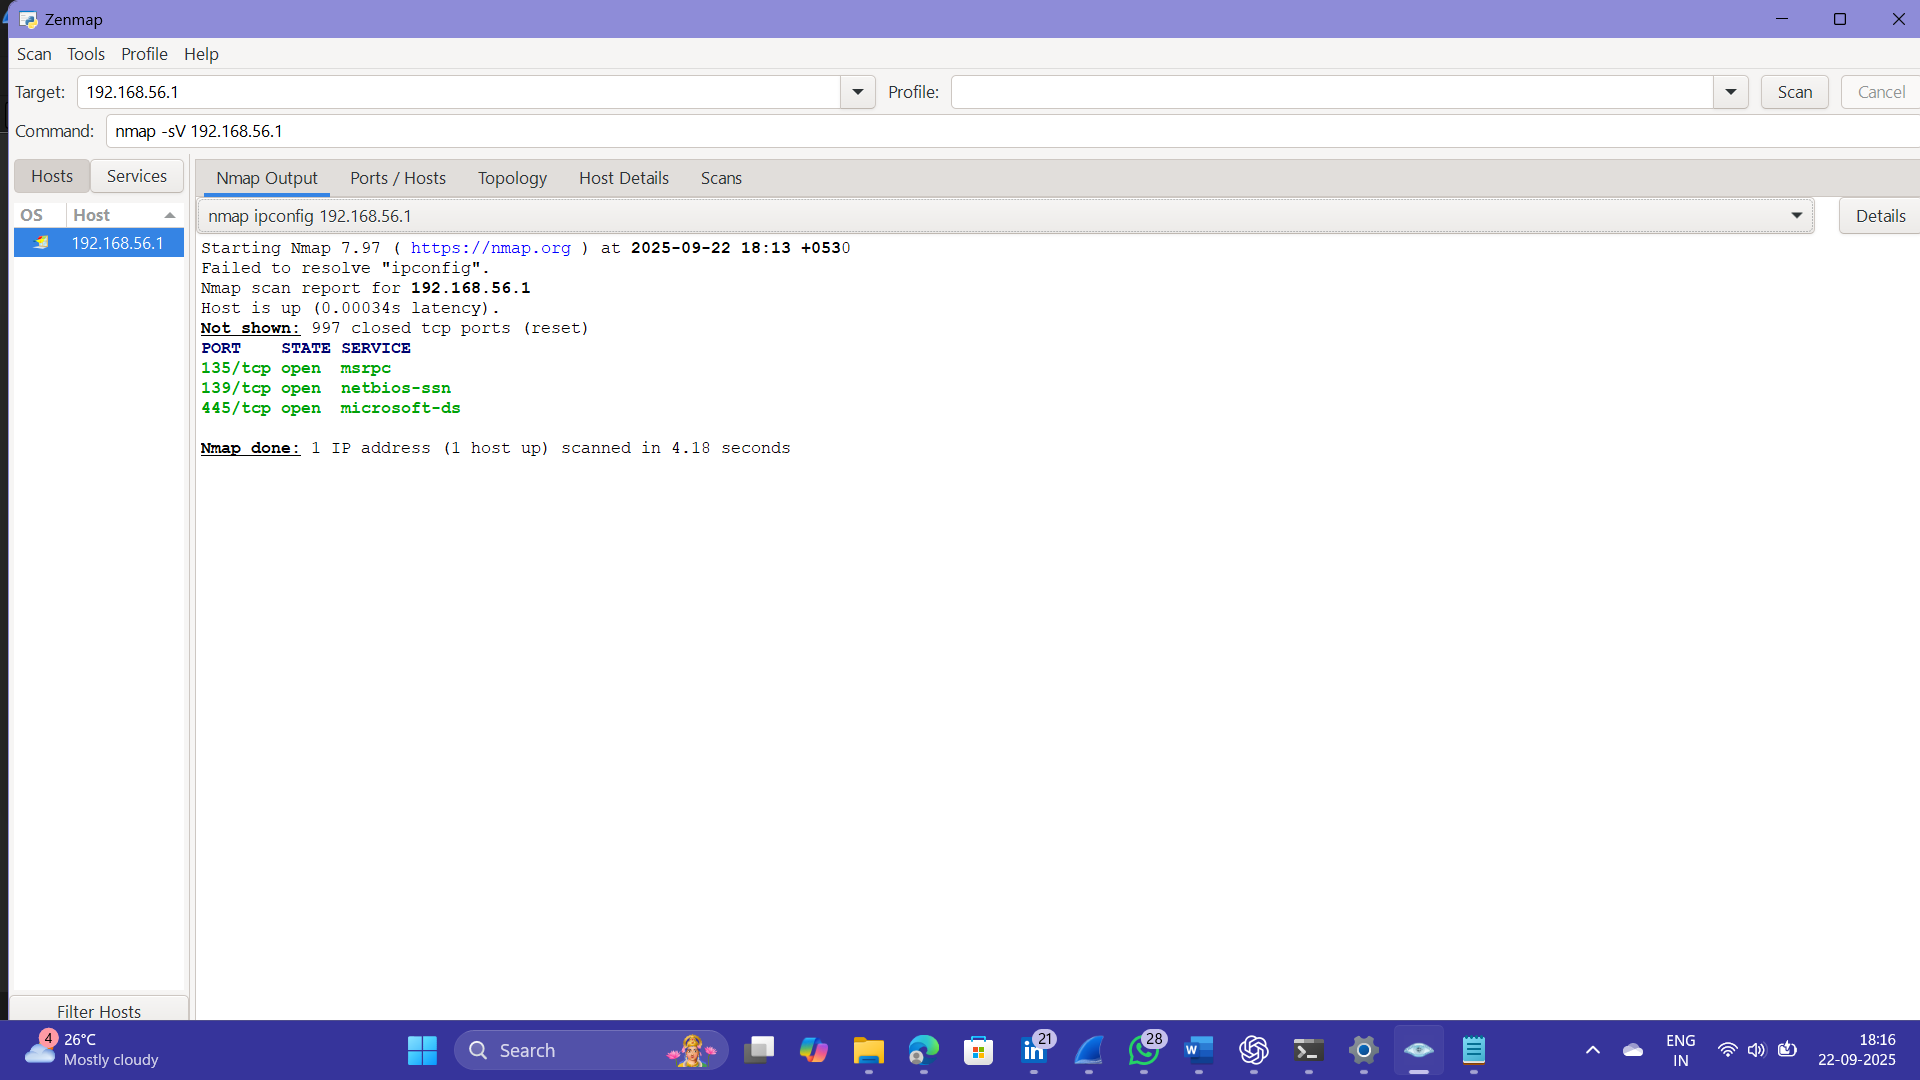 Zenmap
Scan Tools Profile Help
Target: 192.168.56.1 Profile: Scan Cancel
Command: nmap -sV 192.168.56.1
Hosts Services
Nmap Output Ports / Hosts Topology Host Details Scans
OS Host
nmap ipconfig 192.168.56.1 Details
192.168.56.1
Starting Nmap 7.97 ( https://nmap.org ) at 2025-09-22 18:13 +0530
Failed to resolve "ipconfig".
Nmap scan report for 192.168.56.1
Host is up (0.00034s latency).
Not shown: 997 closed tcp ports (reset)
PORT    STATE SERVICE
135/tcp open  msrpc
139/tcp open  netbios-ssn
445/tcp open  microsoft-ds
Nmap done: 1 IP address (1 host up) scanned in 4.18 seconds
Filter Hosts
4 26°C
Mostly cloudy
Search
21
28
ENG
IN
18:16
22-09-2025